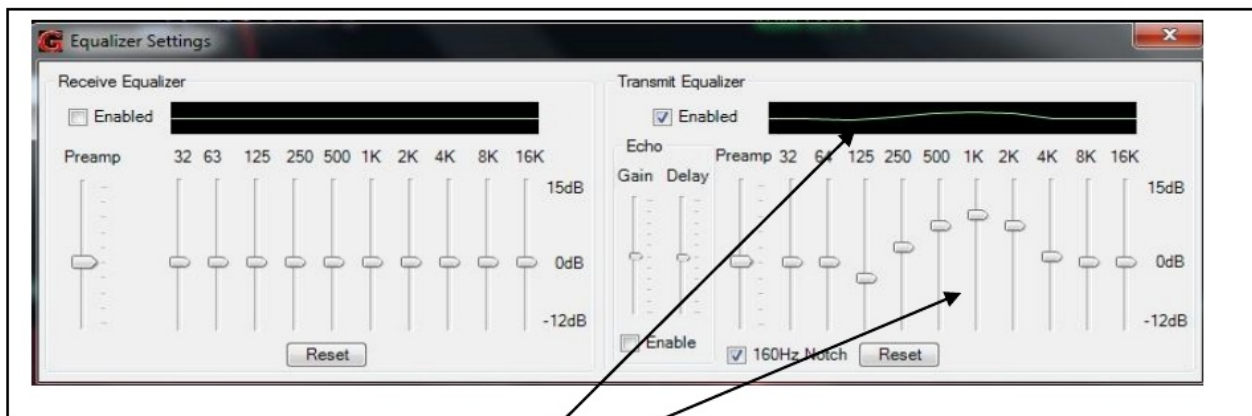 Equalizer Settings
Receive Equalizer
Enabled
Preamp 32 63 125 250 500 1K 2K 4K 8K 16K
15dB
0dB
-12dB
Reset
Transmit Equalizer
Enabled
Echo
Gain Delay
Enable
Preamp 32 64 125 250 500 1K 2K 4K 8K 16K
15dB
0dB
-12dB
160Hz Notch Reset